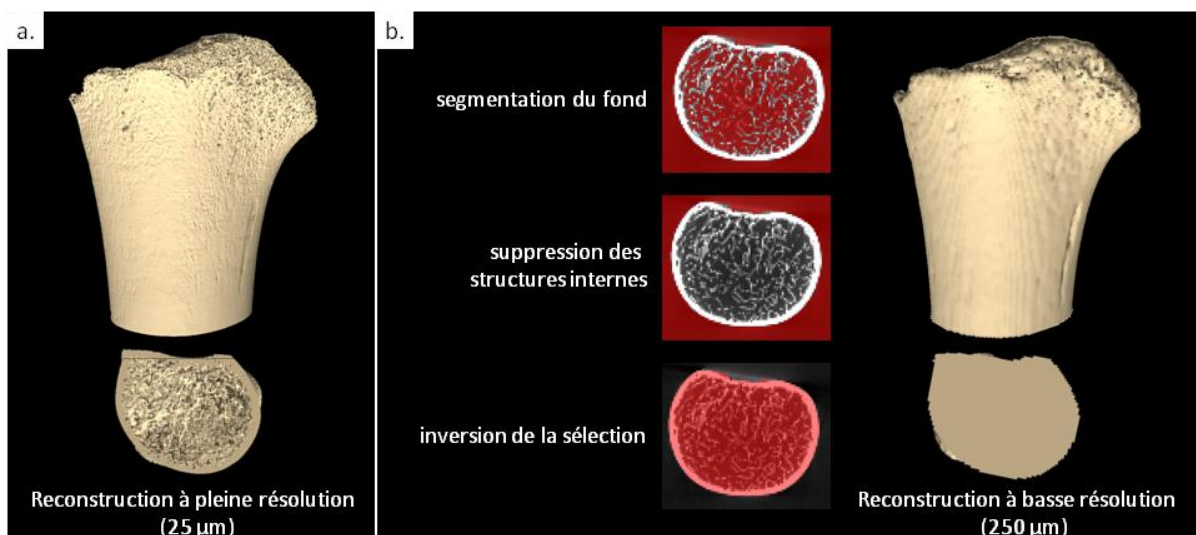 a.
Reconstruction à pleine résolution
(25 µm)
b.
segmentation du fond
suppression des
structures internes
inversion de la sélection
Reconstruction à basse résolution
(250 µm)